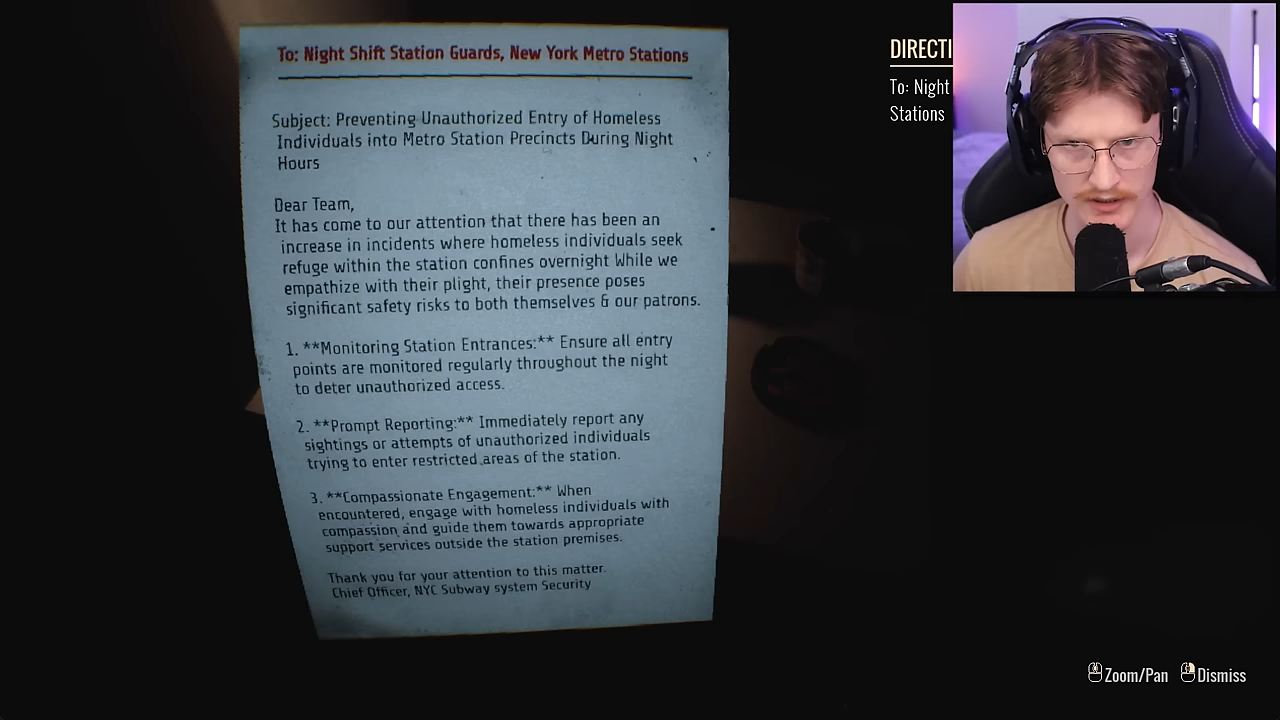 To: Night Shift Station Guards, New York Metro Stations
Subject: Preventing Unauthorized Entry of Homeless
Individuals into Metro Station Precincts During Night
Hours
Dear Team,
It has come to our attention that there has been an
increase in incidents where homeless individuals seek
refuge within the station confines overnight While we
empathize with their plight, their presence poses
significant safety risks to both themselves & our patrons.
1. **Monitoring Station Entrances:** Ensure all entry
points are monitored regularly throughout the night
to deter unauthorized access.
2. **Prompt Reporting:** Immediately report any
sightings or attempts of unauthorized individuals
trying to enter restricted areas of the station.
3. **Compassionate Engagement:** When
encountered, engage with homeless individuals with
compassion and guide them towards appropriate
support services outside the station premises.
Thank you for your attention to this matter.
Chief Officer, NYC Subway system Security
DIRECTI
To: Night
Stations
Zoom/Pan
Dismiss